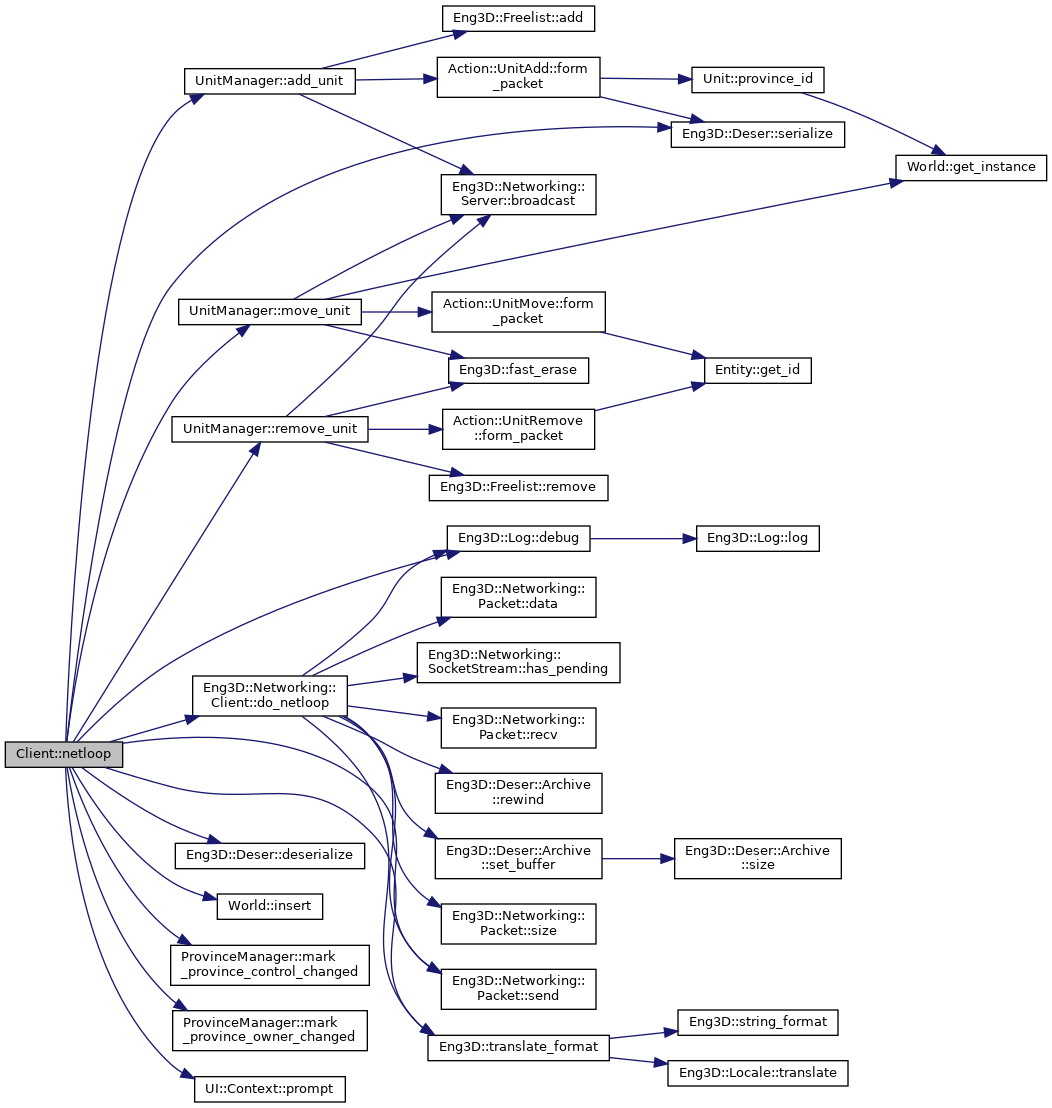 Eng3D::Freelist::add
UnitManager::add_unit
Action::UnitAdd::form
_packet
Unit::province_id
Eng3D::Deser::serialize
World::get_instance
Eng3D::Networking::
Server::broadcast
UnitManager::move_unit
Action::UnitMove::form
_packet
Eng3D::fast_erase
Entity::get_id
UnitManager::remove_unit
Action::UnitRemove
::form_packet
Eng3D::Freelist::remove
Eng3D::Log::debug
Eng3D::Log::log
Eng3D::Networking::
Packet::data
Eng3D::Networking::
SocketStream::has_pending
Eng3D::Networking::
Client::do_netloop
Eng3D::Networking::
Packet::recv
Client::netloop
Eng3D::Deser::Archive
::rewind
Eng3D::Deser::deserialize
Eng3D::Deser::Archive
::set_buffer
Eng3D::Deser::Archive
::size
World::insert
Eng3D::Networking::
Packet::size
ProvinceManager::mark
_province_control_changed
Eng3D::Networking::
Packet::send
ProvinceManager::mark
_province_owner_changed
Eng3D::translate_format
Eng3D::string_format
Eng3D::Locale::translate
UI::Context::prompt